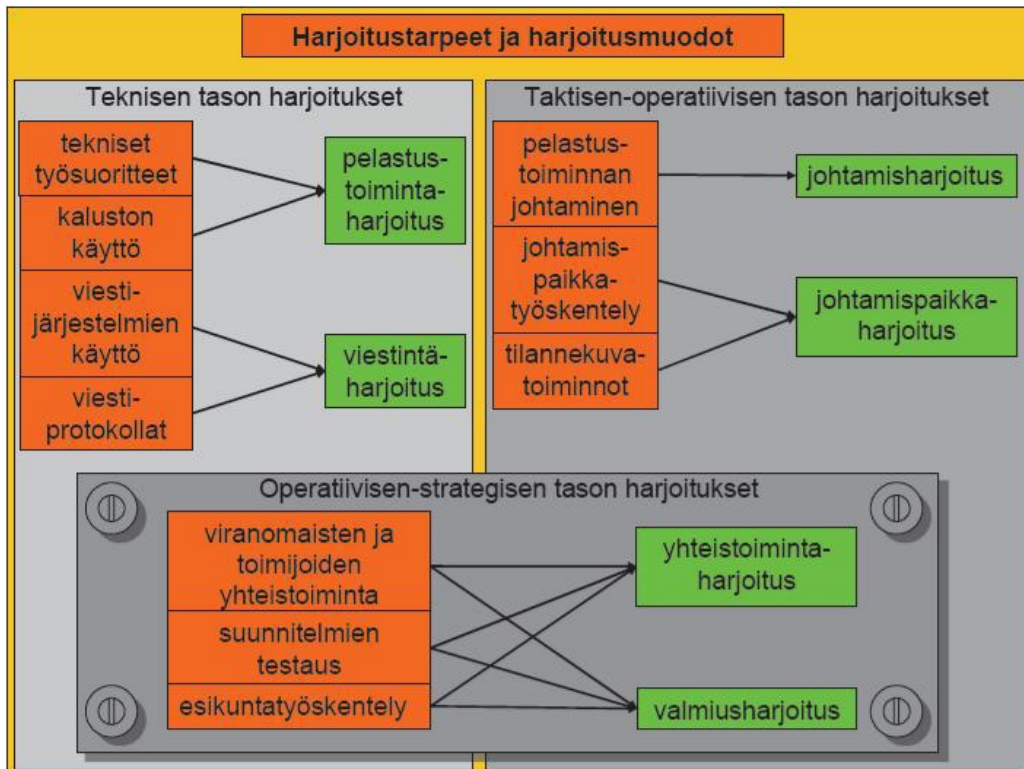 Harjoitustarpeet ja harjoitusmuodot
Teknisen tason harjoitukset
tekniset
työsuoritteet
kaluston
käyttö
viesti-
järjestelmien
käyttö
viesti-
protokollat
pelastus-
toiminta-
harjoitus
viestintä-
harjoitus
Taktisen-operatiivisen tason harjoitukset
pelastus-
toiminnan
johtaminen
johtamis-
paikka-
työskentely
tilannekuva-
toiminnot
johtamisharjoitus
johtamispaikka-
harjoitus
Operatiivisen-strategisen tason harjoitukset
viranomaisten ja
toimijoiden
yhteistoiminta
suunnitelmien
testaus
esikuntatyöskentely
yhteistoiminta-
harjoitus
valmiusharjoitus